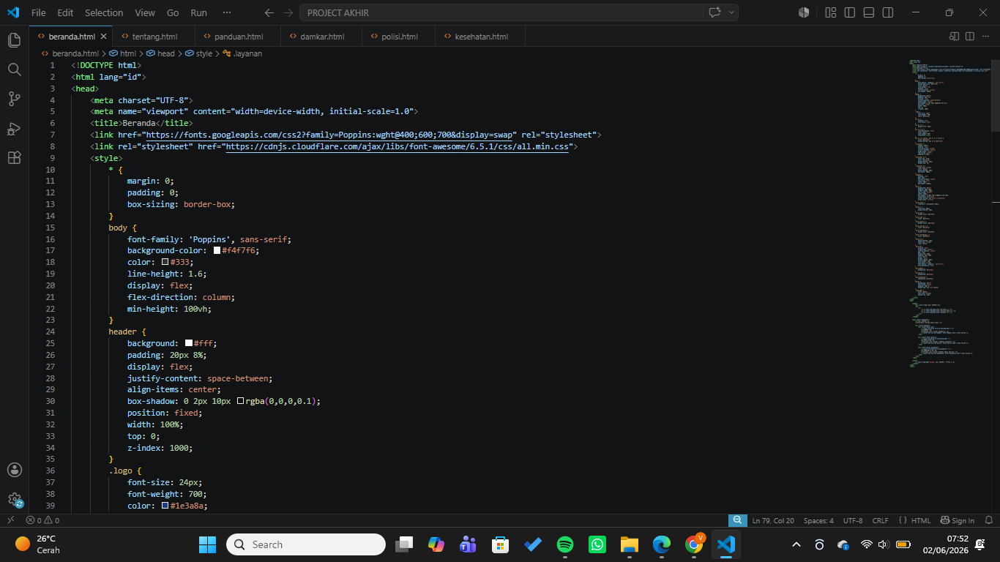 File Edit Selection View Go Run ··· PROJECT AKHIR
beranda.html tentang.html panduan.html damkar.html polisi.html kesehatan.html
beranda.html > html > head > style > .layanan
1 <!DOCTYPE html>
2 <html lang="id">
3 <head>
4 <meta charset="UTF-8">
5 <meta name="viewport" content="width=device-width, initial-scale=1.0">
6 <title>Beranda</title>
7 <link href="https://fonts.googleapis.com/css2?family=Poppins:wght@400;600;700&display=swap" rel="stylesheet">
8 <link rel="stylesheet" href="https://cdnjs.cloudflare.com/ajax/libs/font-awesome/6.5.1/css/all.min.css">
9 <style>
10 * {
11 margin: 0;
12 padding: 0;
13 box-sizing: border-box;
14 }
15 body {
16 font-family: 'Poppins', sans-serif;
17 background-color: #f4f7f6;
18 color: #333;
19 line-height: 1.6;
20 display: flex;
21 flex-direction: column;
22 min-height: 100vh;
23 }
24 header {
25 background: #fff;
26 padding: 20px 8%;
27 display: flex;
28 justify-content: space-between;
29 align-items: center;
30 box-shadow: 0 2px 10px rgba(0,0,0,0.1);
31 position: fixed;
32 width: 100%;
33 top: 0;
34 z-index: 1000;
35 }
36 .logo {
37 font-size: 24px;
38 font-weight: 700;
39 color: #1e3a8a;
0 0 Ln 79, Col 20 Spaces: 4 UTF-8 CRLF { } HTML Sign In
26°C
Cerah
Search
V
07:52
02/06/2026